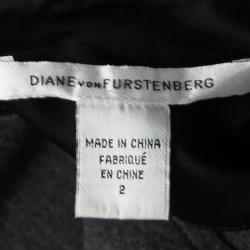 DIANE VON FURSTENBERG
MADE IN CHINA
FABRIQUÉ
EN CHINE
2